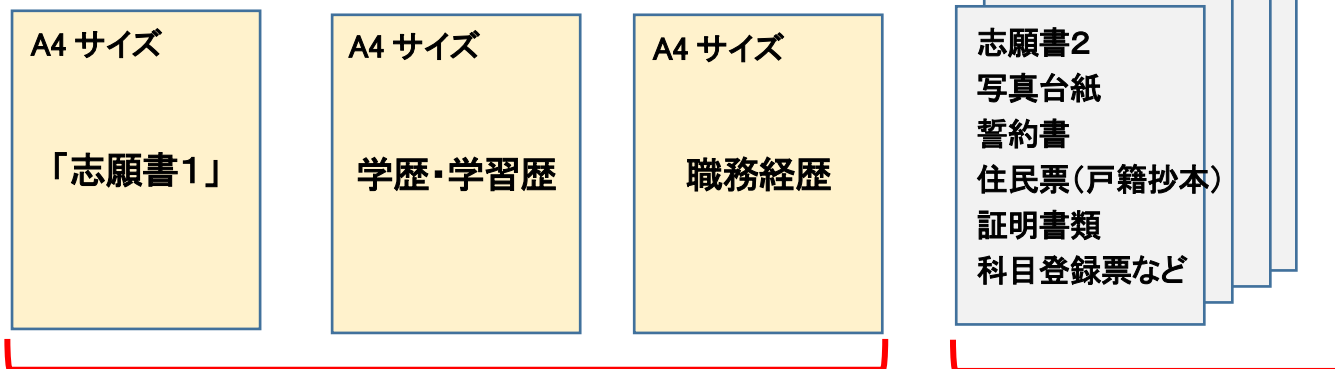 A4 サイズ
「志願書１」
A4 サイズ
学歴・学習歴
A4 サイズ
職務経歴
志願書２
写真台紙
誓約書
住民票（戸籍抄本）
証明書類
科目登録票など